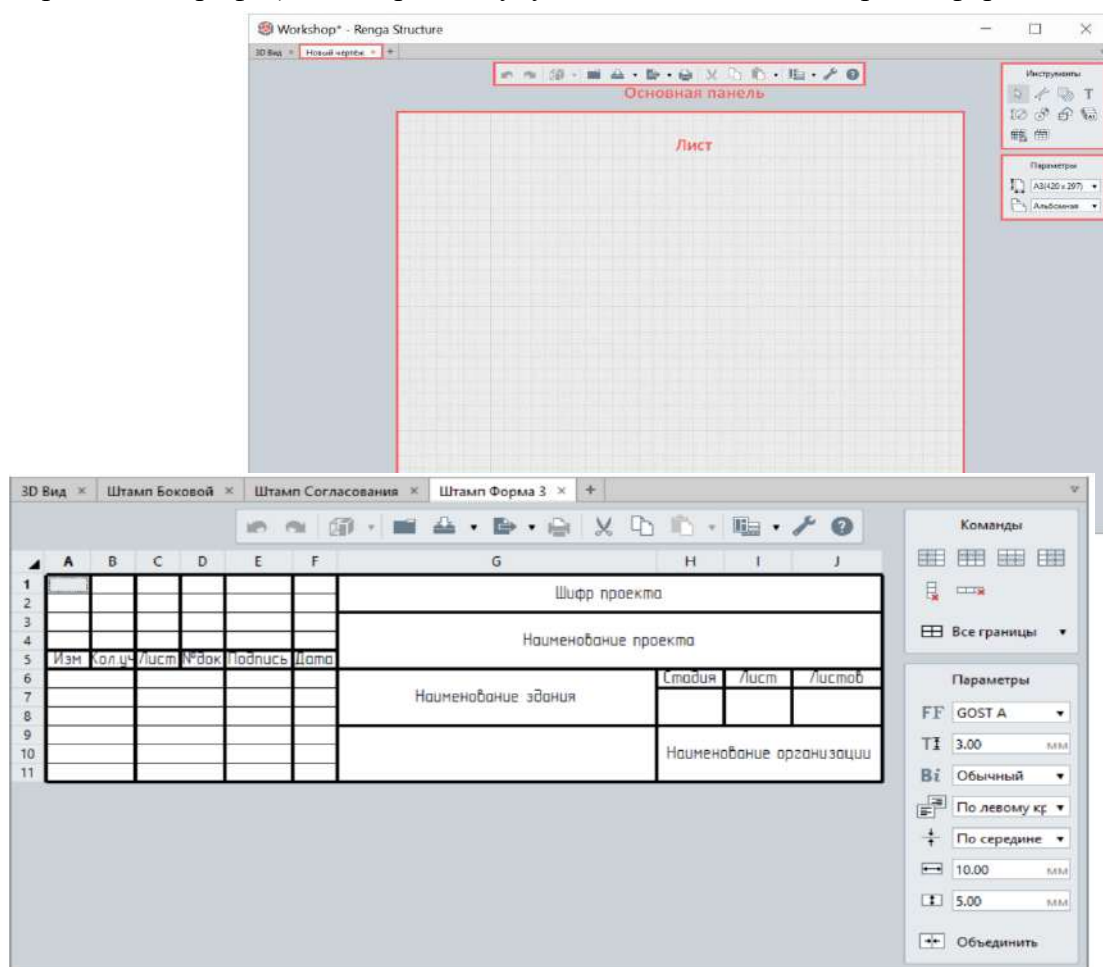 Workshop* - Renga Structure
3D Вид × Новый чертёж × +
Основная панель
Инструменты
T
Лист
Параметры
A3(420 x 297)
Альбомная
3D Вид × Штамп Боковой × Штамп Согласования × Штамп Форма 3 × +
Команды
A B C D E F G H I J
1
2
Шифр проекта
3
4
Наименование проекта
Все границы
5 Изм Кол.уч Лист №док Подпись Дата
6 Стадия Лист Листов
Параметры
7
Наименование здания
8
FF GOST A
9
10
Наименование организации
TI 3.00 мм
11
Bi Обычный
По левому кр
По середине
10.00 мм
5.00 мм
Объединить